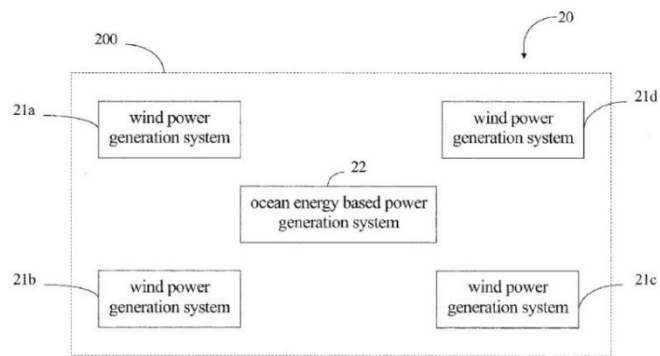 20
200
21a
wind power
generation system
21d
wind power
generation system
22
ocean energy based power
generation system
21b
wind power
generation system
21c
wind power
generation system